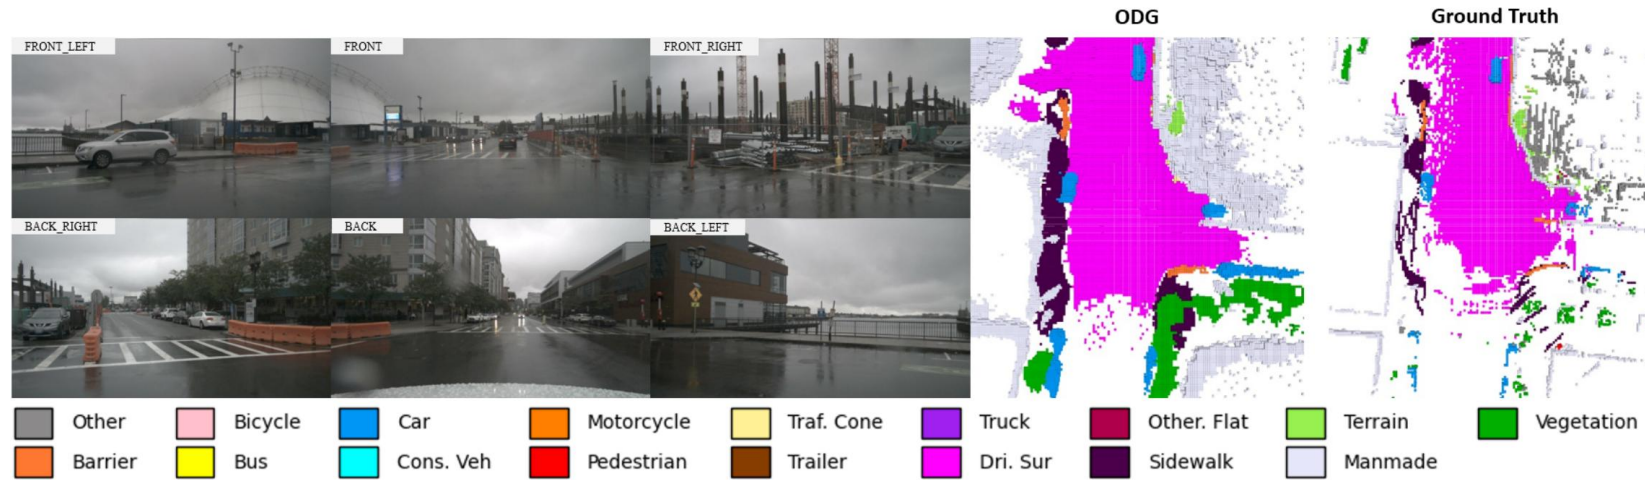 ODG
Ground Truth
FRONT_LEFT
FRONT
FRONT_RIGHT
BACK_RIGHT
BACK
BACK_LEFT
Other
Bicycle
Car
Motorcycle
Traf. Cone
Truck
Other. Flat
Terrain
Vegetation
Barrier
Bus
Cons. Veh
Pedestrian
Trailer
Dri. Sur
Sidewalk
Manmade